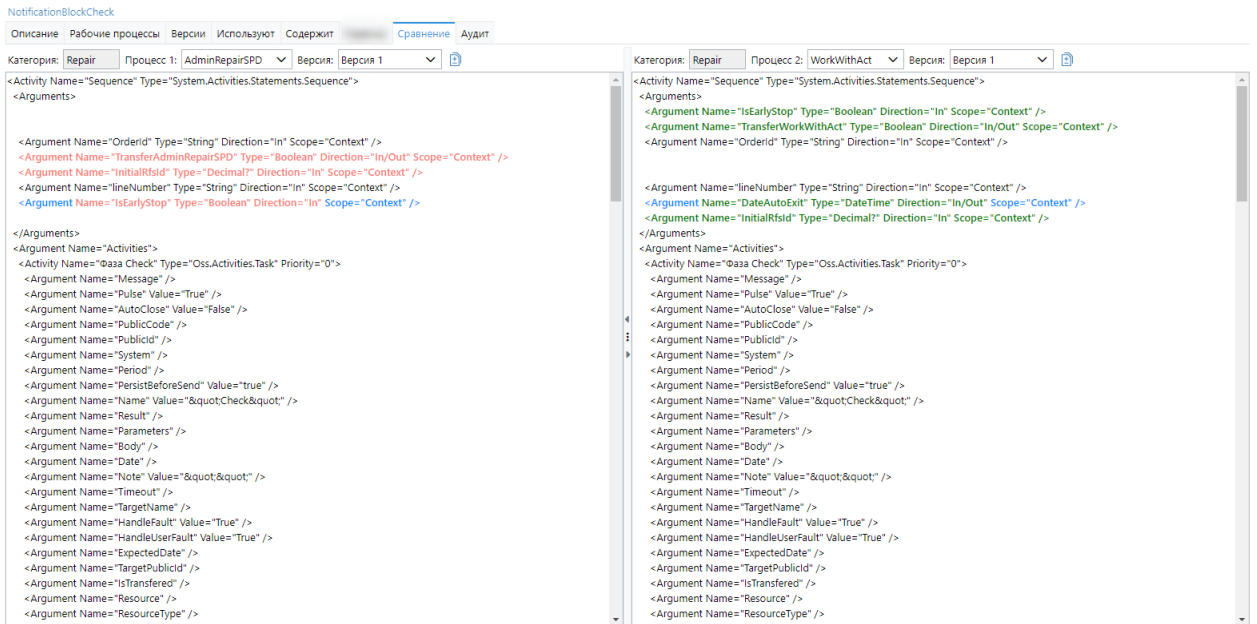 NotificationBlockCheck
Описание Рабочие процессы Версии Используют Содержит Сравнение Аудит
Категория: Repair Процесс 1: AdminRepairSPD Версия: Версия 1
<Activity Name="Sequence" Type="System.Activities.Statements.Sequence">
<Arguments>
<Argument Name="OrderId" Type="String" Direction="In" Scope="Context" />
<Argument Name="TransferAdminRepairSPD" Type="Boolean" Direction="In/Out" Scope="Context" />
<Argument Name="InitialRfsId" Type="Decimal?" Direction="In" Scope="Context" />
<Argument Name="lineNumber" Type="String" Direction="In" Scope="Context" />
<Argument Name="IsEarlyStop" Type="Boolean" Direction="In" Scope="Context" />
</Arguments>
<Argument Name="Activities">
<Activity Name="Фаза Check" Type="Oss.Activities.Task" Priority="0">
<Argument Name="Message" />
<Argument Name="Pulse" Value="True" />
<Argument Name="AutoClose" Value="False" />
<Argument Name="PublicCode" />
<Argument Name="PublicId" />
<Argument Name="System" />
<Argument Name="Period" />
<Argument Name="PersistBeforeSend" Value="true" />
<Argument Name="Name" Value="&quot;Check&quot;" />
<Argument Name="Result" />
<Argument Name="Parameters" />
<Argument Name="Body" />
<Argument Name="Date" />
<Argument Name="Note" Value="&quot;&quot;" />
<Argument Name="Timeout" />
<Argument Name="TargetName" />
<Argument Name="HandleFault" Value="True" />
<Argument Name="HandleUserFault" Value="True" />
<Argument Name="ExpectedDate" />
<Argument Name="TargetPublicId" />
<Argument Name="IsTransfered" />
<Argument Name="Resource" />
<Argument Name="ResourceType" />
Категория: Repair Процесс 2: WorkWithAct Версия: Версия 1
<Activity Name="Sequence" Type="System.Activities.Statements.Sequence">
<Arguments>
<Argument Name="IsEarlyStop" Type="Boolean" Direction="In" Scope="Context" />
<Argument Name="TransferWorkWithAct" Type="Boolean" Direction="In/Out" Scope="Context" />
<Argument Name="OrderId" Type="String" Direction="In" Scope="Context" />
<Argument Name="lineNumber" Type="String" Direction="In" Scope="Context" />
<Argument Name="DateAutoExit" Type="DateTime" Direction="In/Out" Scope="Context" />
<Argument Name="InitialRfsId" Type="Decimal?" Direction="In" Scope="Context" />
</Arguments>
<Argument Name="Activities">
<Activity Name="Фаза Check" Type="Oss.Activities.Task" Priority="0">
<Argument Name="Message" />
<Argument Name="Pulse" Value="True" />
<Argument Name="AutoClose" Value="False" />
<Argument Name="PublicCode" />
<Argument Name="PublicId" />
<Argument Name="System" />
<Argument Name="Period" />
<Argument Name="PersistBeforeSend" Value="true" />
<Argument Name="Name" Value="&quot;Check&quot;" />
<Argument Name="Result" />
<Argument Name="Parameters" />
<Argument Name="Body" />
<Argument Name="Date" />
<Argument Name="Note" Value="&quot;&quot;" />
<Argument Name="Timeout" />
<Argument Name="TargetName" />
<Argument Name="HandleFault" Value="True" />
<Argument Name="HandleUserFault" Value="True" />
<Argument Name="ExpectedDate" />
<Argument Name="TargetPublicId" />
<Argument Name="IsTransfered" />
<Argument Name="Resource" />
<Argument Name="ResourceType" />